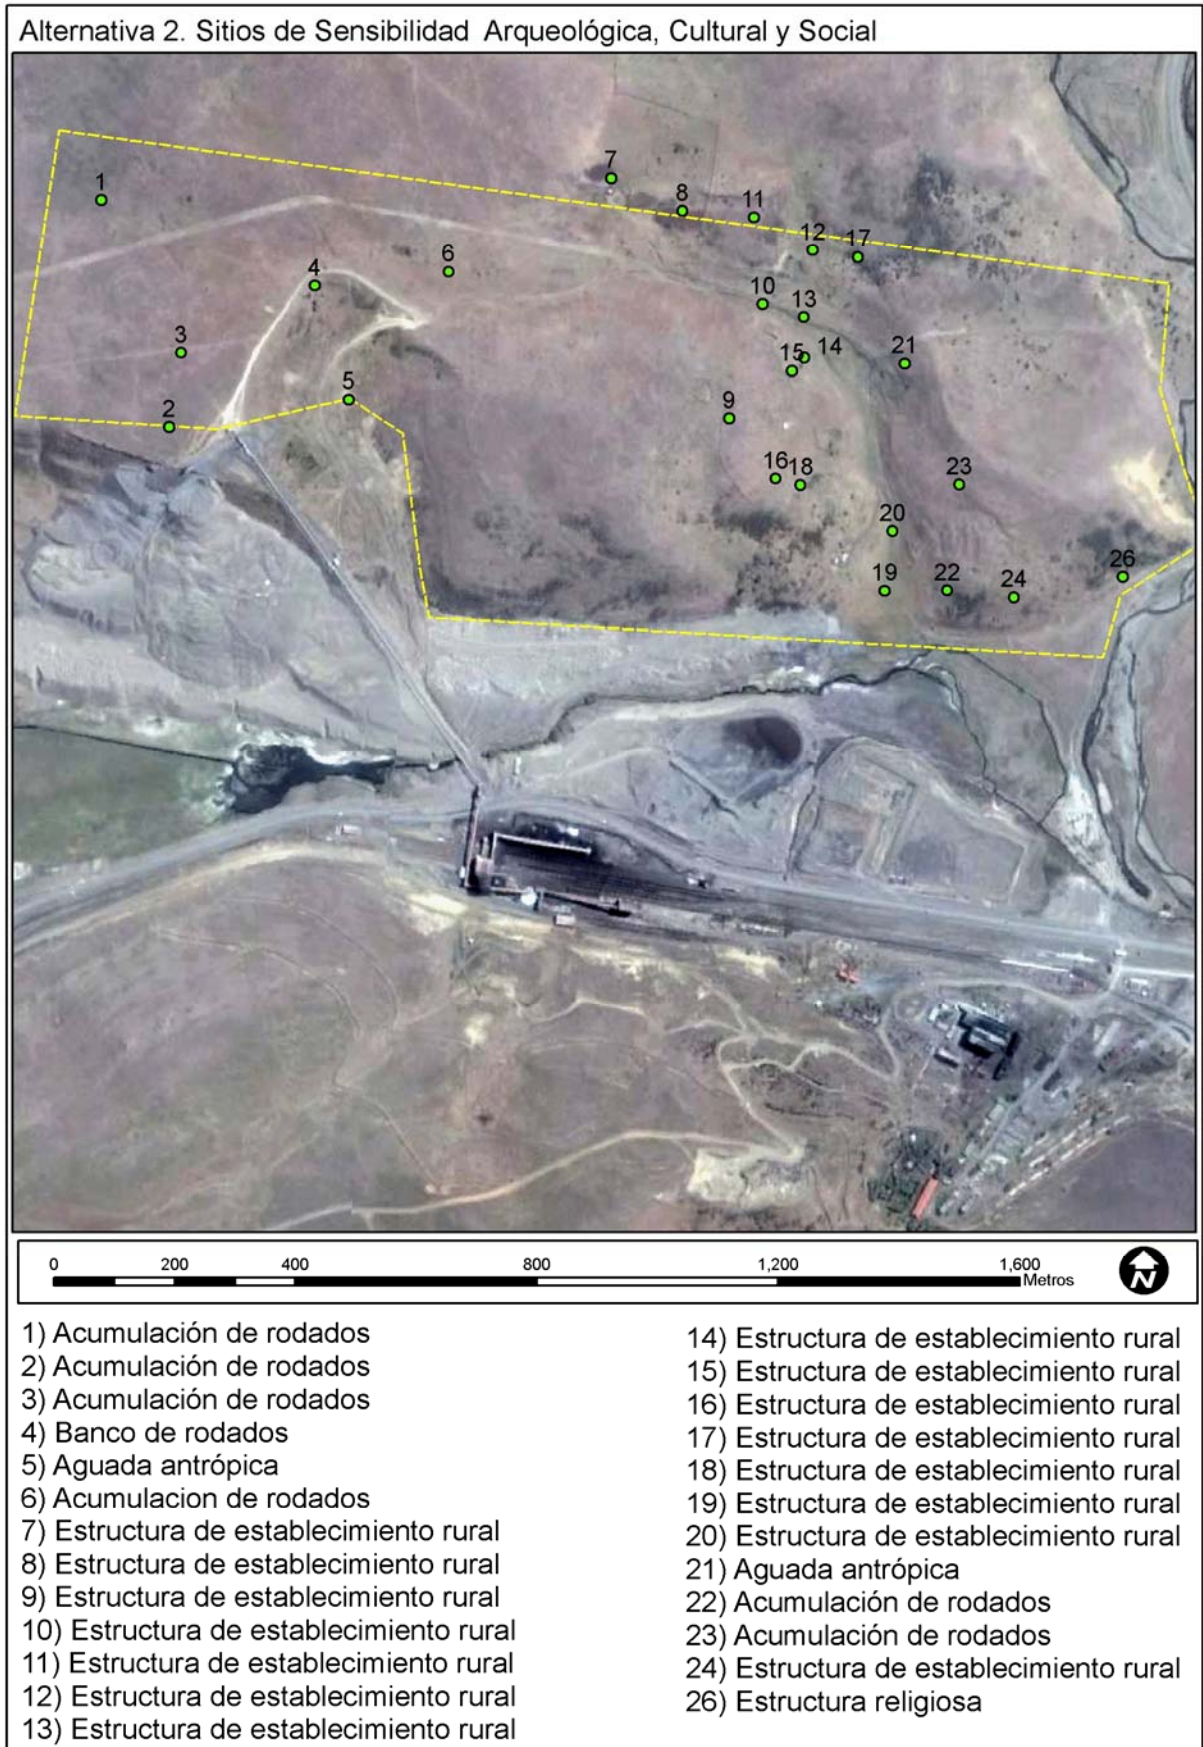 Alternativa 2. Sitios de Sensibilidad Arqueológica, Cultural y Social
1
7
8
11
12
17
6
4
10
13
3
14
15
21
5
9
2
16
18
23
20
26
19
22
24
0 200 400 800 1,200 1,600
Metros
N
1) Acumulación de rodados
2) Acumulación de rodados
3) Acumulación de rodados
4) Banco de rodados
5) Aguada antrópica
6) Acumulacion de rodados
7) Estructura de establecimiento rural
8) Estructura de establecimiento rural
9) Estructura de establecimiento rural
10) Estructura de establecimiento rural
11) Estructura de establecimiento rural
12) Estructura de establecimiento rural
13) Estructura de establecimiento rural
14) Estructura de establecimiento rural
15) Estructura de establecimiento rural
16) Estructura de establecimiento rural
17) Estructura de establecimiento rural
18) Estructura de establecimiento rural
19) Estructura de establecimiento rural
20) Estructura de establecimiento rural
21) Aguada antrópica
22) Acumulación de rodados
23) Acumulación de rodados
24) Estructura de establecimiento rural
26) Estructura religiosa